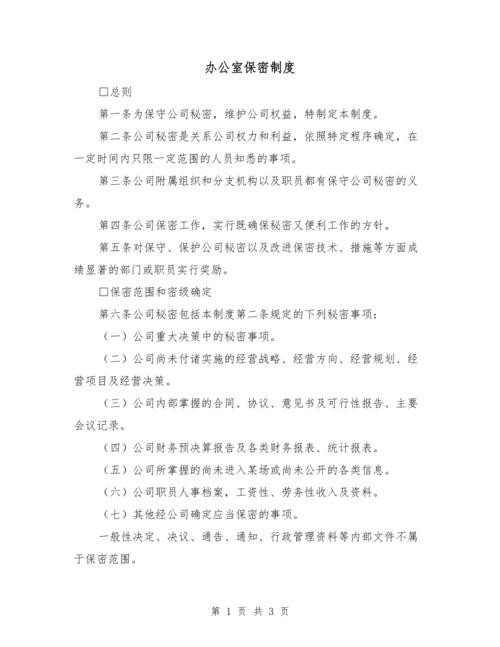 办公室保密制度
□总则
第一条为保守公司秘密，维护公司权益，特制定本制度。
第二条公司秘密是关系公司权力和利益，依照特定程序确定，在
一定时间内只限一定范围的人员知悉的事项。
第三条公司附属组织和分支机构以及职员都有保守公司秘密的义
务。
第四条公司保密工作，实行既确保秘密又便利工作的方针。
第五条对保守、保护公司秘密以及改进保密技术、措施等方面成
绩显著的部门或职员实行奖励。
□保密范围和密级确定
第六条公司秘密包括本制度第二条规定的下列秘密事项：
（一）公司重大决策中的秘密事项。
（二）公司尚未付诸实施的经营战略、经营方向、经营规划、经
营项目及经营决策。
（三）公司内部掌握的合同、协议、意见书及可行性报告、主要
会议记录。
（四）公司财务预决算报告及各类财务报表、统计报表。
（五）公司所掌握的尚未进入某场或尚未公开的各类信息。
（六）公司职员人事档案，工资性、劳务性收入及资料。
（七）其他经公司确定应当保密的事项。
一般性决定、决议、通告、通知、行政管理资料等内部文件不属
于保密范围。
第 1 页 共 3 页